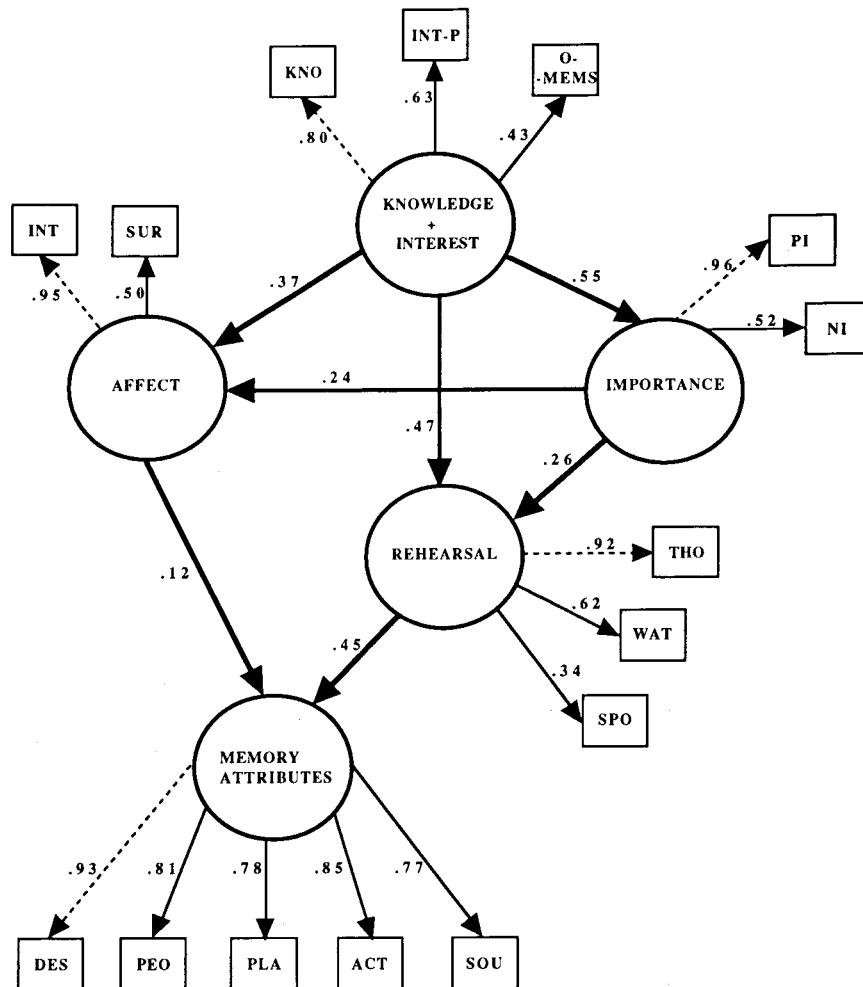 INT-P
O-
-MEMS
KNO
.63
.80
.43
KNOWLEDGE
+
INTEREST
INT
SUR
PI
.95
.50
.37
.55
.96
.52
NI
AFFECT
.24
IMPORTANCE
.47
.26
REHEARSAL
.92
THO
.12
.62
WAT
.45
.34
SPO
MEMORY
ATTRIBUTES
.93
.81
.78
.85
.77
DES
PEO
PLA
ACT
SOU